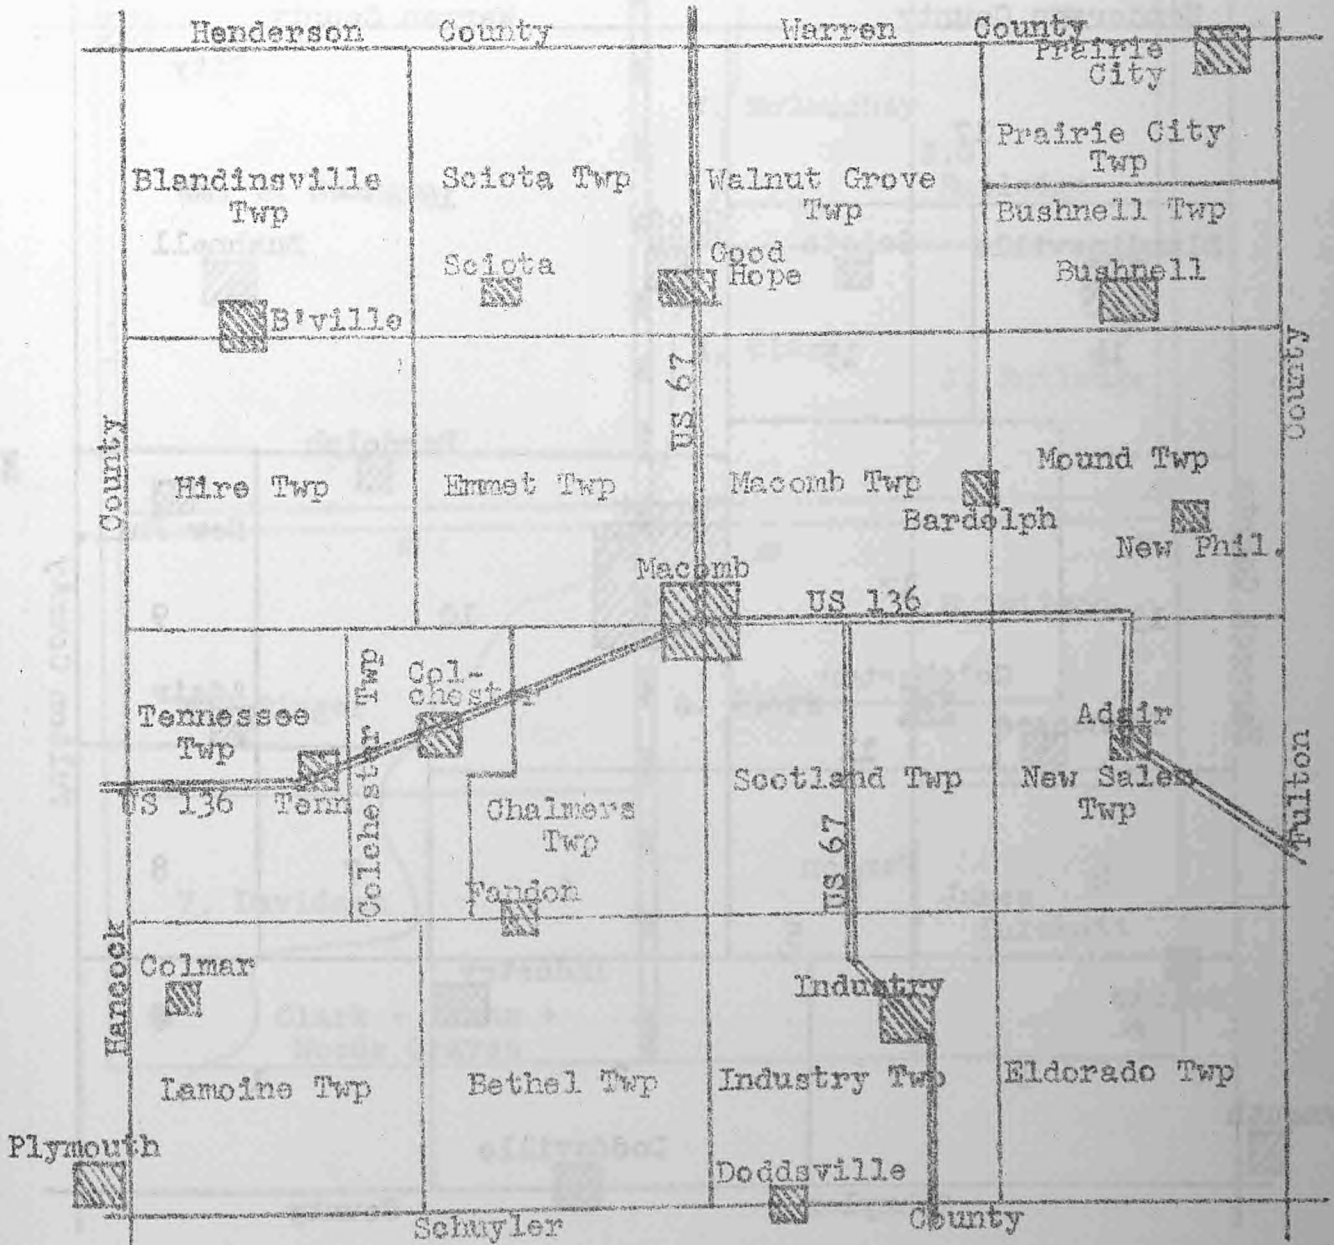 Henderson County
Warren County
Prairie
City
Prairie City
Twp
Blandinsville
Twp
Sciota Twp
Walnut Grove
Twp
Bushnell Twp
Sciota
Good
Hope
Bushnell
B'ville
US 67
County
County
Hire Twp
Emmet Twp
Macomb Twp
Mound Twp
Bardolph
New Phil.
Macomb
US 136
Colchester Twp
Col-
chester
Tennessee
Twp
Adair
US 136
Tenn
Chalmers
Twp
Scotland Twp
US 67
New Salem
Twp
Fulton
Fandon
Hancock
Colmar
Industry
Lamoine Twp
Bethel Twp
Industry Twp
Eldorado Twp
Plymouth
Doddsville
Schuyler
County